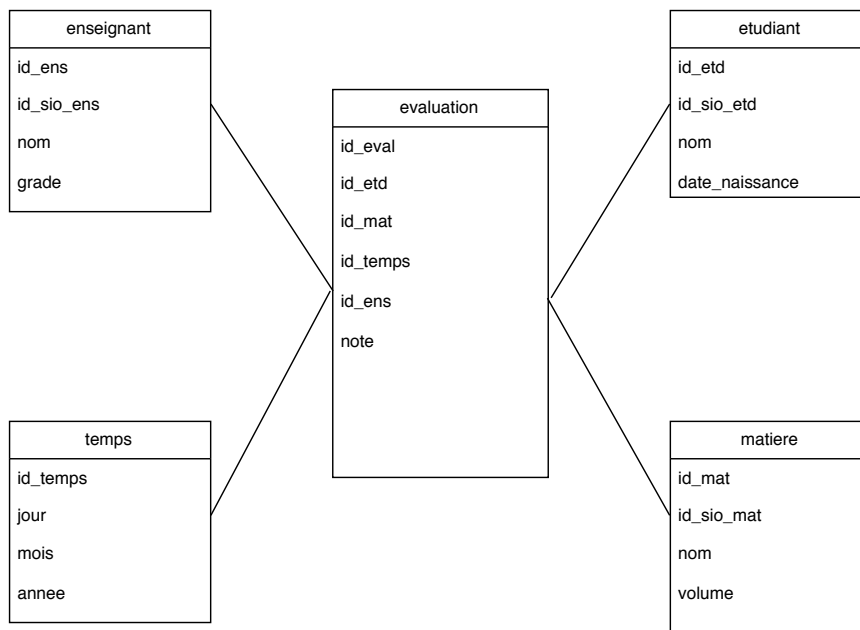 enseignant
id_ens
id_sio_ens
nom
grade
evaluation
id_eval
id_etd
id_mat
id_temps
id_ens
note
etudiant
id_etd
id_sio_etd
nom
date_naissance
temps
id_temps
jour
mois
annee
matiere
id_mat
id_sio_mat
nom
volume